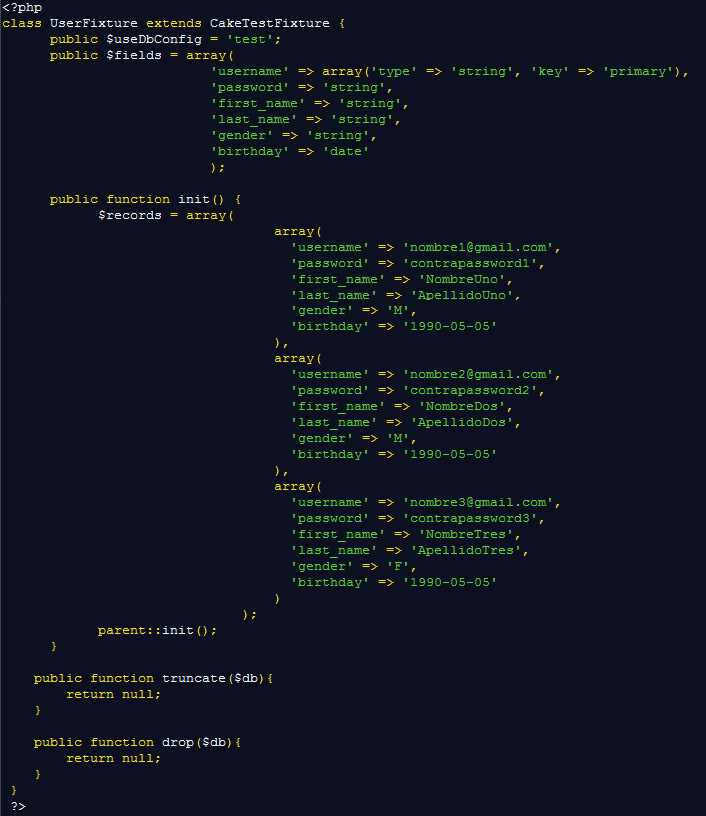 <?php
class UserFixture extends CakeTestFixture {
      public $useDbConfig = 'test';
      public $fields = array(
                          'username' => array('type' => 'string', 'key' => 'primary'),
                          'password' => 'string',
                          'first_name' => 'string',
                          'last_name' => 'string',
                          'gender' => 'string',
                          'birthday' => 'date'
                          );

      public function init() {
            $records = array(
                                  array(
                                    'username' => 'nombre1@gmail.com',
                                    'password' => 'contrapassword1',
                                    'first_name' => 'NombreUno',
                                    'last_name' => 'ApellidoUno',
                                    'gender' => 'M',
                                    'birthday' => '1990-05-05'
                                  ),
                                  array(
                                    'username' => 'nombre2@gmail.com',
                                    'password' => 'contrapassword2',
                                    'first_name' => 'NombreDos',
                                    'last_name' => 'ApellidoDos',
                                    'gender' => 'M',
                                    'birthday' => '1990-05-05'
                                  ),
                                  array(
                                    'username' => 'nombre3@gmail.com',
                                    'password' => 'contrapassword3',
                                    'first_name' => 'NombreTres',
                                    'last_name' => 'ApellidoTres',
                                    'gender' => 'F',
                                    'birthday' => '1990-05-05'
                                  )
                              );
            parent::init();
      }

    public function truncate($db){
        return null;
    }

    public function drop($db){
        return null;
    }
 }
 ?>